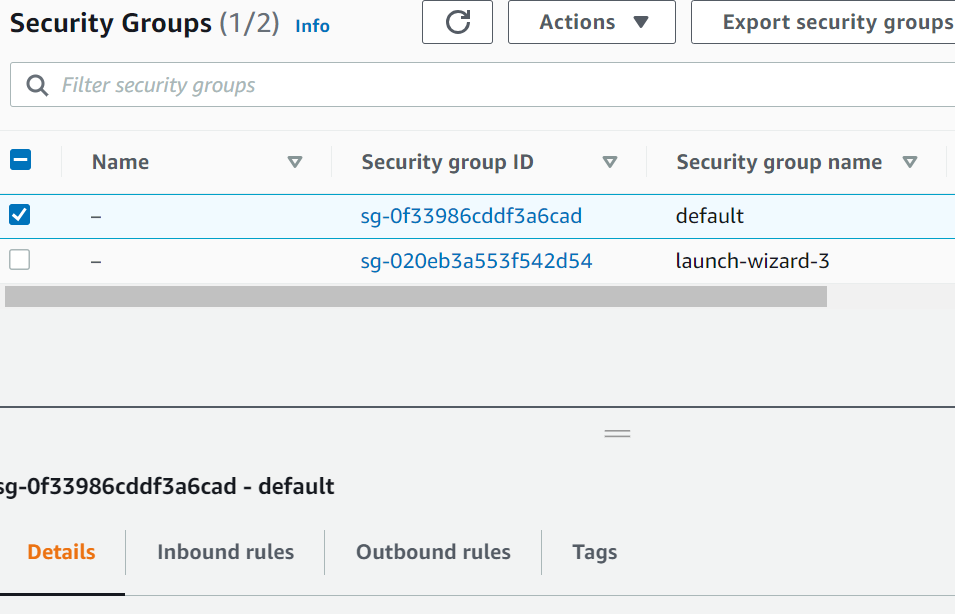 Security Groups (1/2) Info Actions Export security groups
Filter security groups
Name Security group ID Security group name
– sg-0f33986cddf3a6cad default
– sg-020eb3a553f542d54 launch-wizard-3
sg-0f33986cddf3a6cad - default
Details Inbound rules Outbound rules Tags